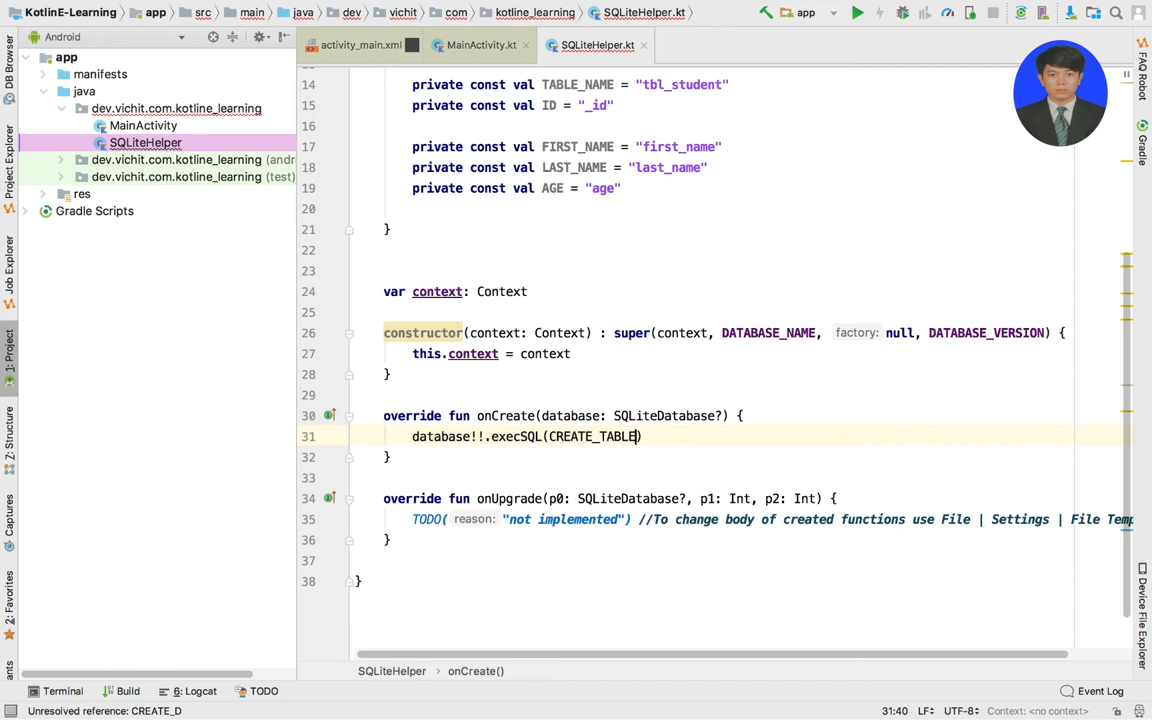 KotlinE-Learning app src main java dev vichit com kotline_learning SQLiteHelper.kt app
Android
activity_main.xml MainActivity.kt SQLiteHelper.kt
app
manifests
java
dev.vichit.com.kotline_learning
MainActivity
SQLiteHelper
dev.vichit.com.kotline_learning (andr
dev.vichit.com.kotline_learning (test)
res
Gradle Scripts
DB Browser
Project Explorer
Job Explorer
1: Project
7: Structure
Captures
2: Favorites
ants
14 private const val TABLE_NAME = "tbl_student"
15 private const val ID = "_id"
16
17 private const val FIRST_NAME = "first_name"
18 private const val LAST_NAME = "last_name"
19 private const val AGE = "age"
20
21 }
22
23
24 var context: Context
25
26 constructor(context: Context) : super(context, DATABASE_NAME, factory: null, DATABASE_VERSION) {
27 this.context = context
28 }
29
30 override fun onCreate(database: SQLiteDatabase?) {
31 database!!.execSQL(CREATE_TABLE)
32 }
33
34 override fun onUpgrade(p0: SQLiteDatabase?, p1: Int, p2: Int) {
35 TODO( reason: "not implemented") //To change body of created functions use File | Settings | File Temp
36 }
37
38 }
FAQ Robot
Gradle
Device File Explorer
SQLiteHelper › onCreate()
Terminal Build 6: Logcat TODO Event Log
Unresolved reference: CREATE_D 31:40 LF÷ UTF-8÷ Context: <no context>